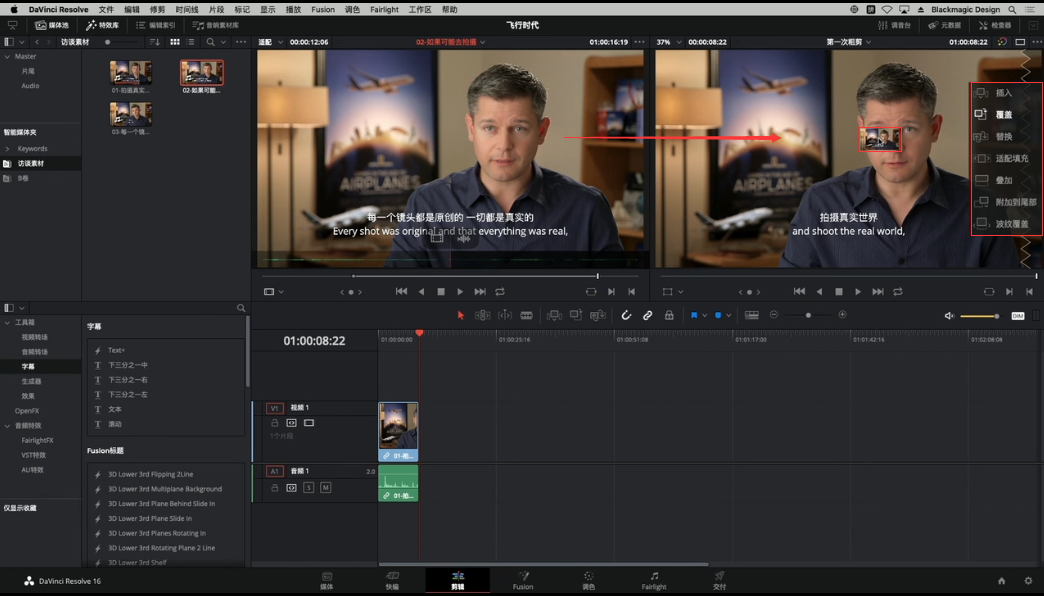 DaVinci Resolve 文件 编辑 修剪 时间线 片段 标记 显示 播放 Fusion 调色 Fairlight 工作区 帮助 Blackmagic Design
媒体池 特效库 编辑索引 音响素材库 飞行时代 调音台 元数据 检查器
访谈素材 适配 00:00:12:06 02-如果可能去拍摄 01:00:16:19 37% 00:00:08:22 第一次粗剪 01:00:08:22
Master
片尾
Audio
01-拍摄真实...
02-如果可能...
03-每一个镜...
智能媒体夹
Keywords
访谈素材
B卷
AIRPLANES
每一个镜头都是原创的 一切都是真实的
Every shot was original and that everything was real,
AIRPLANES
拍摄真实世界
and shoot the real world,
插入
覆盖
替换
适配填充
叠加
附加到尾部
波纹覆盖
工具箱
视频转场
音频转场
字幕
生成器
效果
OpenFX
音频特效
FairlightFX
VST特效
AU特效
仅显示收藏
字幕
Text+
下三分之一中
下三分之一右
下三分之一左
文本
滚动
Fusion标题
3D Lower 3rd Flipping 2Line
3D Lower 3rd Multiplane Background
3D Lower 3rd Plane Behind Slide In
3D Lower 3rd Plane Slide In
3D Lower 3rd Planes Rotating In
3D Lower 3rd Rotating Plane 2 Line
3D Lower 3rd Shelf
DIM
01:00:08:22
01:00:00:00 01:00:25:16 01:00:51:08 01:01:17:00 01:01:42:16 01:02:08:08
V1 视频 1
1个片段
01-拍...
A1 音频 1 2.0
S M
01-拍...
DaVinci Resolve 16
媒体 快编 剪辑 Fusion 调色 Fairlight 交付